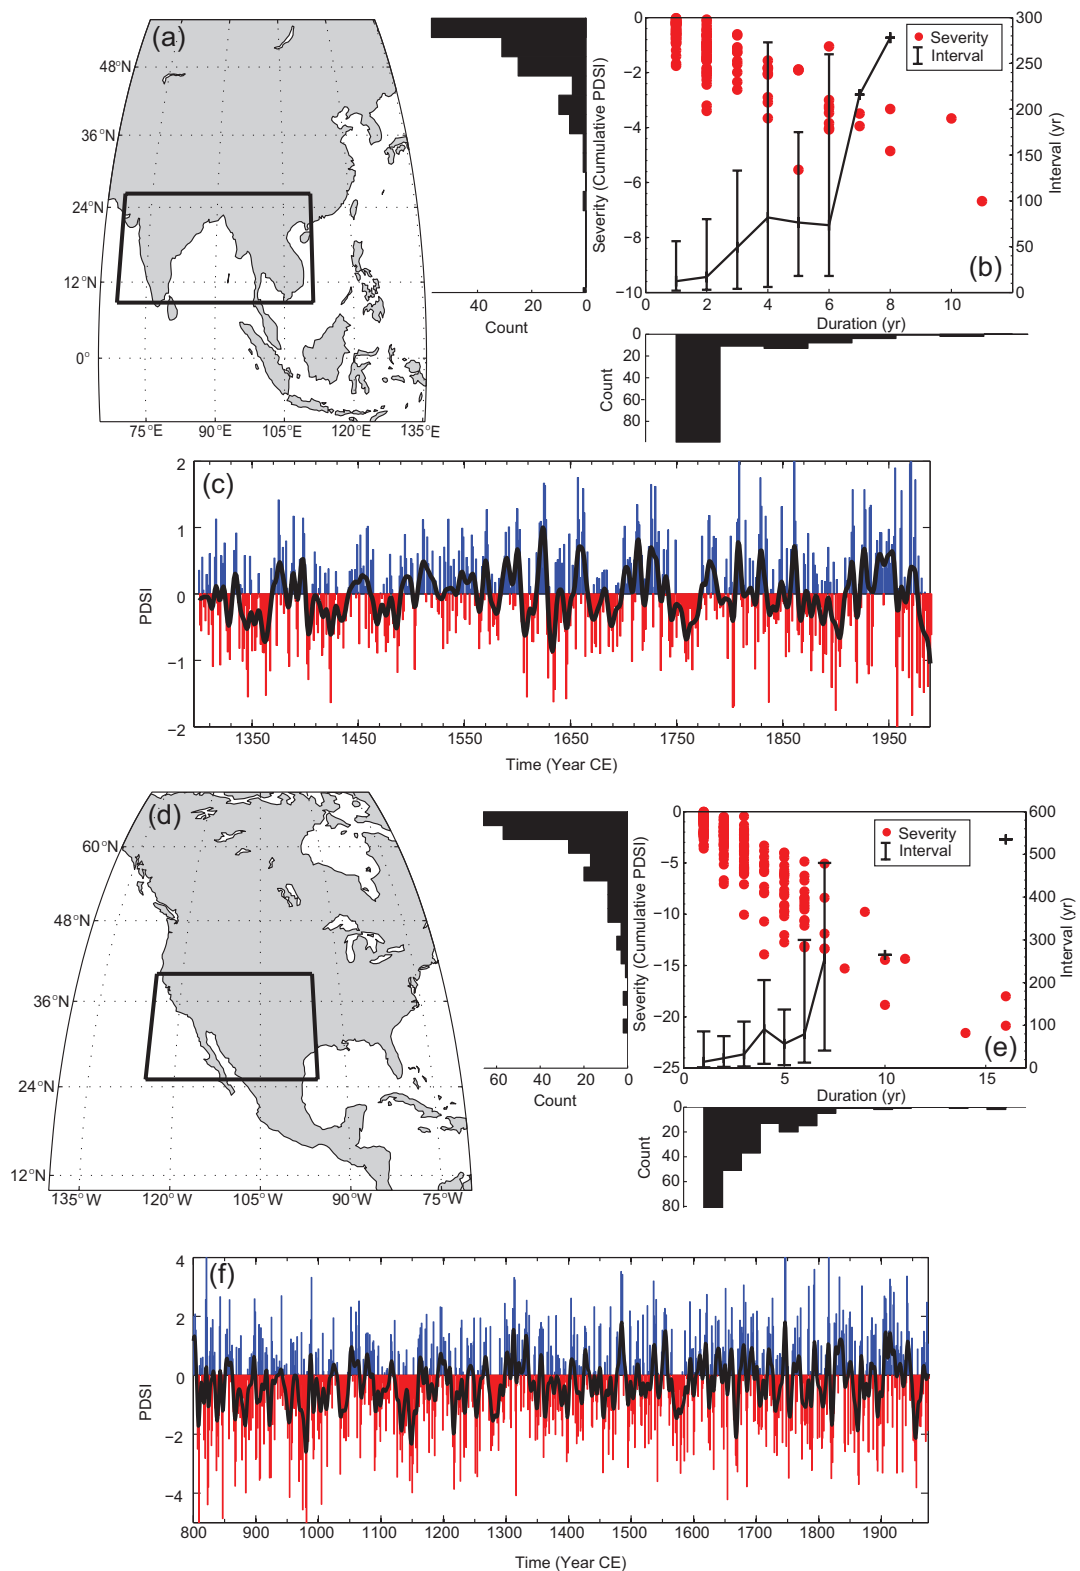 (a)
48°N
36°N
24°N
12°N
0°
75°E 90°E 105°E 120°E 135°E
40 20 0
Count
0
−2
−4
−6
−8
−10
Severity (Cumulative PDSI)
Severity
Interval
300
250
200
150
100
50
0
Interval (yr)
(b)
0 2 4 6 8 10
Duration (yr)
0
20
40
60
80
Count
(c)
2
1
0
−1
−2
PDSI
1350 1450 1550 1650 1750 1850 1950
Time (Year CE)
(d)
60°N
48°N
36°N
24°N
12°N
135°W 120°W 105°W 90°W 75°W
60 40 20 0
Count
0
−5
−10
−15
−20
−25
Severity (Cumulative PDSI)
Severity
Interval
600
500
400
300
200
100
0
Interval (yr)
(e)
0 5 10 15
Duration (yr)
0
20
40
60
80
Count
(f)
4
2
0
−2
−4
PDSI
800 900 1000 1100 1200 1300 1400 1500 1600 1700 1800 1900
Time (Year CE)